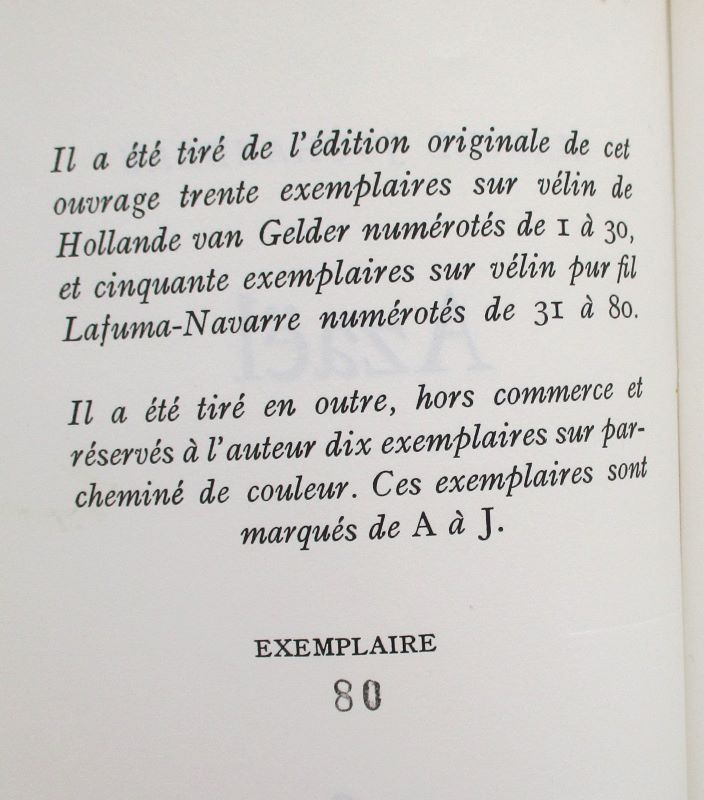 Il a été tiré de l'édition originale de cet
ouvrage trente exemplaires sur vélin de
Hollande van Gelder numérotés de 1 à 30,
et cinquante exemplaires sur vélin pur fil
Lafuma-Navarre numérotés de 31 à 80.
Il a été tiré en outre, hors commerce et
réservés à l'auteur dix exemplaires sur par-
cheminé de couleur. Ces exemplaires sont
marqués de A à J.
EXEMPLAIRE
80